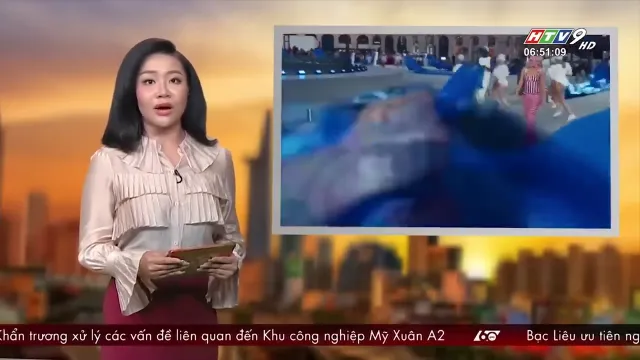 HTV9 HD
06:51:09
Khẩn trương xử lý các vấn đề liên quan đến Khu công nghiệp Mỹ Xuân A2
Bạc Liêu ưu tiên